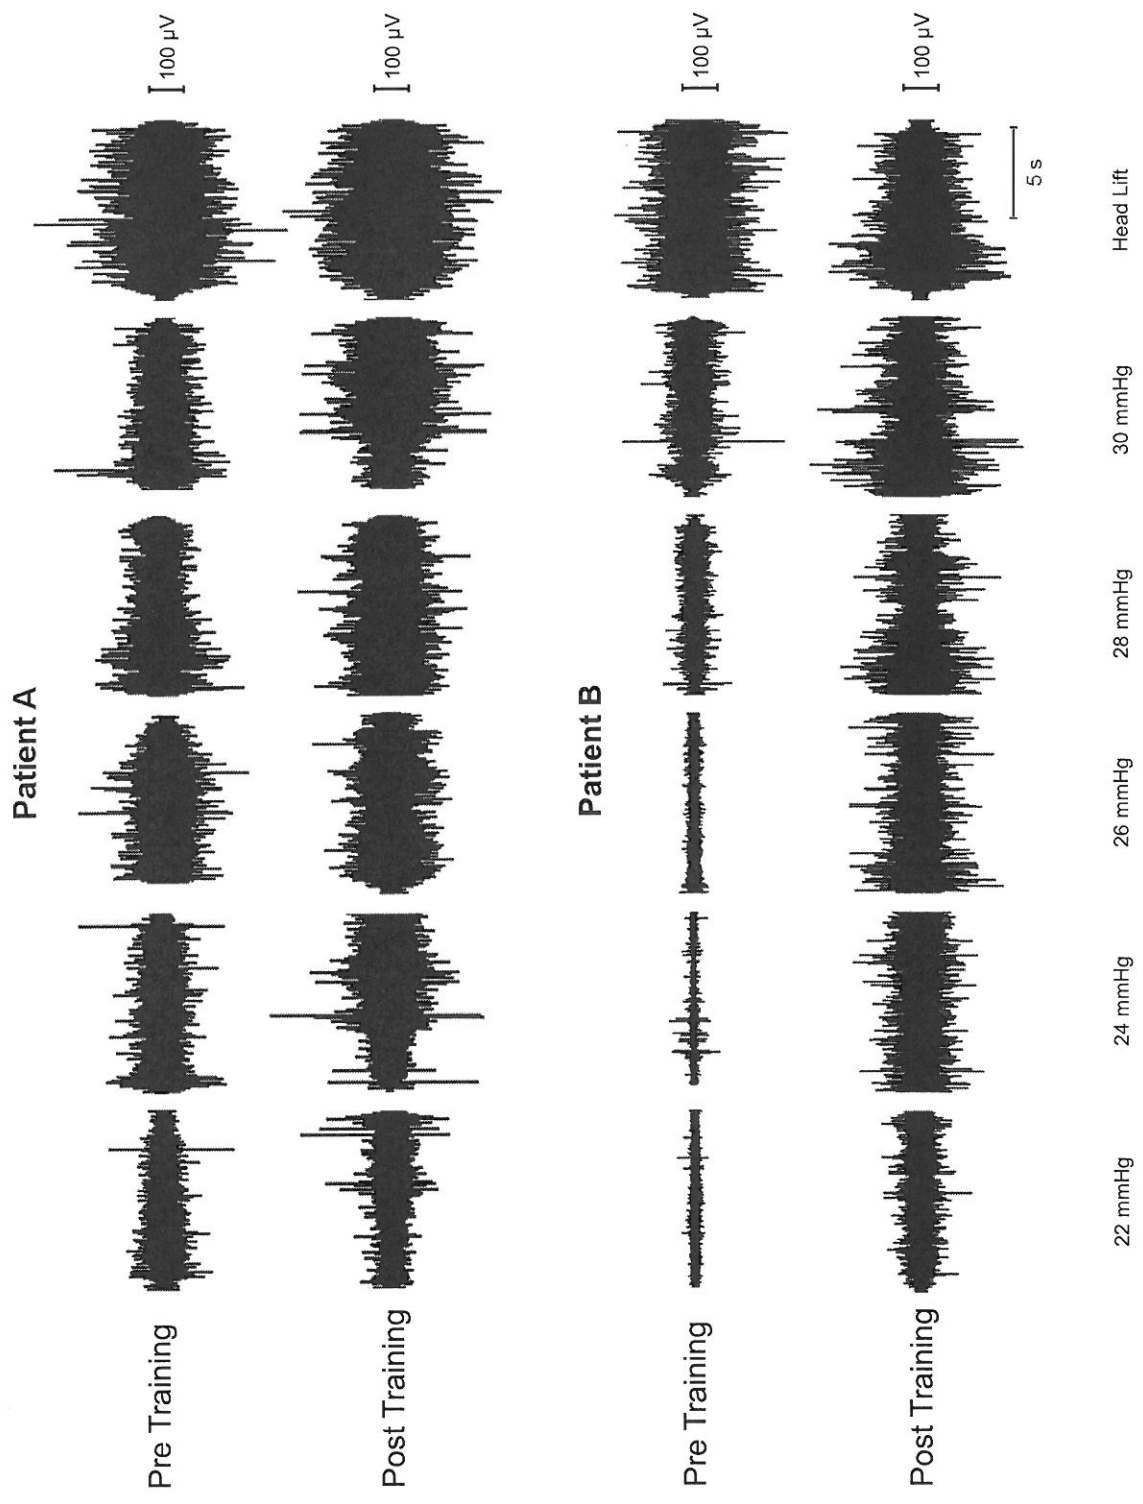 Patient A
Pre Training
100 µV
Post Training
100 µV
Patient B
Pre Training
100 µV
Post Training
100 µV
5 s
22 mmHg
24 mmHg
26 mmHg
28 mmHg
30 mmHg
Head Lift